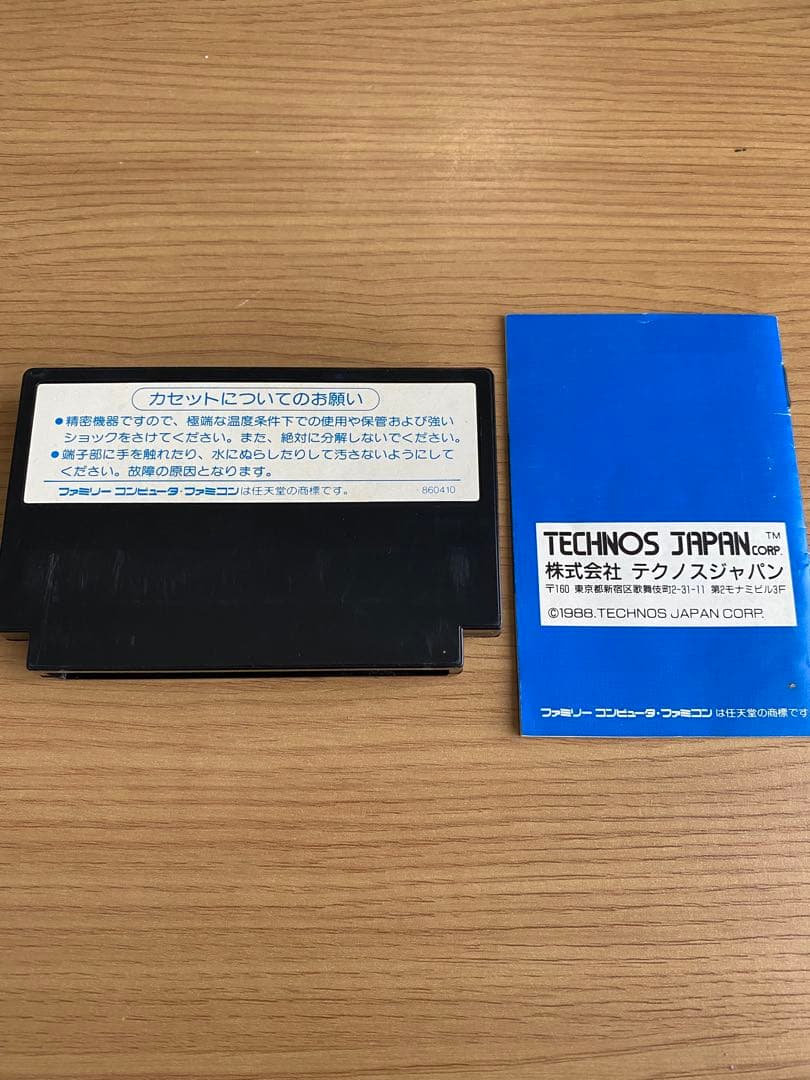 カセットについてのお願い
●精密機器ですので、極端な温度条件下での使用や保管および強い
ショックをさけてください。また、絶対に分解しないでください。
●端子部に手を触れたり、水にぬらしたりして汚さないようにして
ください。故障の原因となります。
ファミリーコンピュータ・ファミコンは任天堂の商標です。 860410
TECHNOS JAPAN CORP.™
株式会社 テクノスジャパン
〒160 東京都新宿区歌舞伎町2-31-11 第2モナミビル3F
©1988.TECHNOS JAPAN CORP.
ファミリーコンピュータ・ファミコンは任天堂の商標です